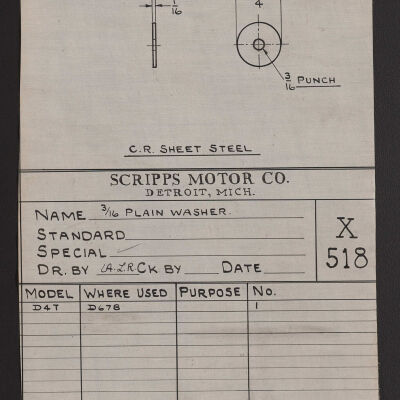 1/16
4
3/16 PUNCH
C.R. SHEET STEEL
SCRIPPS MOTOR CO.
DETROIT, MICH.
NAME 3/16 PLAIN WASHER.
STANDARD
SPECIAL
DR. BY A.L.R. CK BY DATE
X
518
MODEL WHERE USED PURPOSE NO.
D4T D678 1